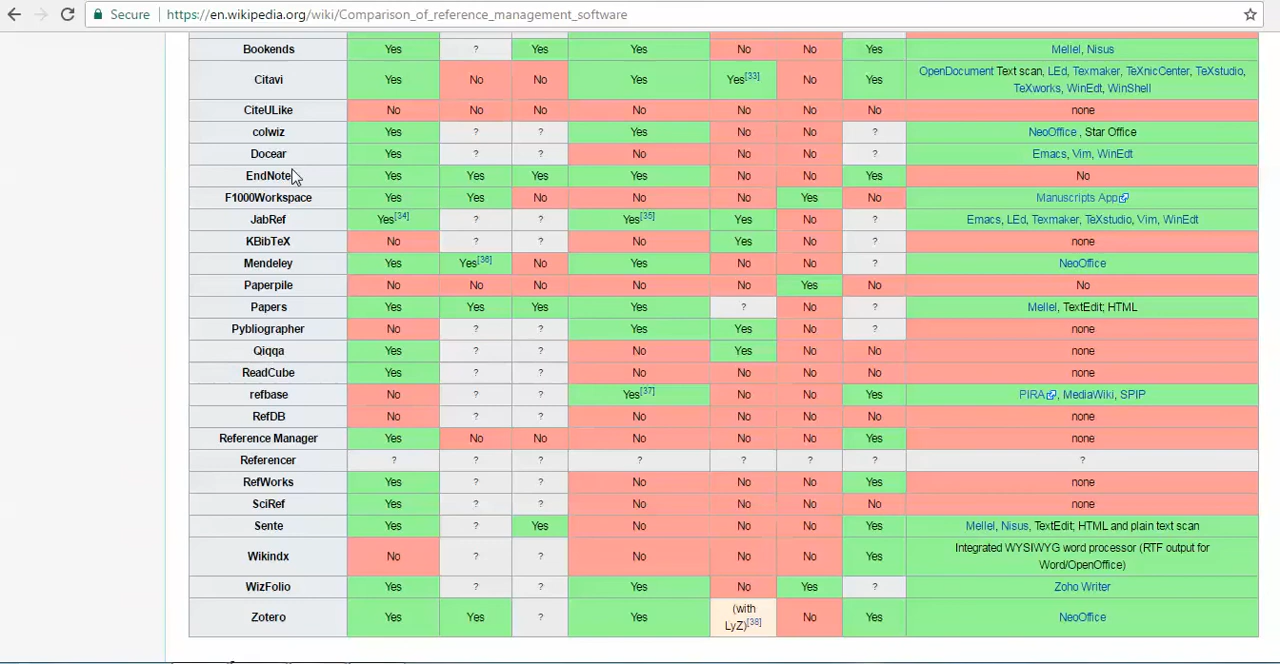 Secure https://en.wikipedia.org/wiki/Comparison_of_reference_management_software
Bookends Yes ? Yes Yes No No Yes Mellel, Nisus
Citavi Yes No No Yes Yes[33] No Yes OpenDocument Text scan, LEd, Texmaker, TeXnicCenter, TeXstudio,
TeXworks, WinEdt, WinShell
CiteULike No No No No No No No none
colwiz Yes ? ? Yes No No ? NeoOffice , Star Office
Docear Yes ? ? No No No ? Emacs, Vim, WinEdt
EndNote Yes Yes Yes Yes No No Yes No
F1000Workspace Yes Yes No No No Yes No Manuscripts App
JabRef Yes[34] ? ? Yes[35] Yes No ? Emacs, LEd, Texmaker, TeXstudio, Vim, WinEdt
KBibTeX No ? ? No Yes No ? none
Mendeley Yes Yes[36] No Yes No No ? NeoOffice
Paperpile No No No No No Yes No No
Papers Yes Yes Yes Yes ? No ? Mellel, TextEdit; HTML
Pybliographer No ? ? Yes Yes No ? none
Qiqqa Yes ? ? No Yes No No none
ReadCube Yes ? ? No No No No none
refbase No ? ? Yes[37] No No Yes PIRA, MediaWiki, SPIP
RefDB No ? ? No No No No none
Reference Manager Yes No No No No No Yes none
Referencer ? ? ? ? ? ? ? ?
RefWorks Yes ? ? No No No Yes none
SciRef Yes ? ? No No No No none
Sente Yes ? Yes No No No Yes Mellel, Nisus, TextEdit; HTML and plain text scan
Wikindx No ? ? No No No Yes Integrated WYSIWYG word processor (RTF output for
Word/OpenOffice)
WizFolio Yes ? ? Yes No Yes ? Zoho Writer
Zotero Yes Yes ? Yes (with
LyZ)[38] No Yes NeoOffice